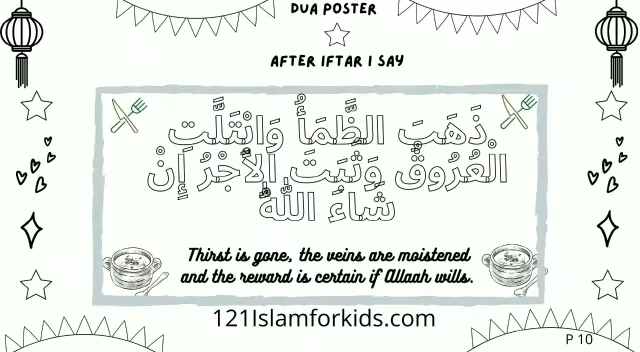 DUA POSTER
AFTER IFTAR I SAY
ذَهَبَ الظَّمَأُ وَابْتَلَّت
الْعُرُوقُ وَثَبَتَ الأَجْرُ إِنْ
شَاءَ اللَّهُ
Thirst is gone, the veins are moistened
and the reward is certain if Allaah wills.
121Islamforkids.com
P 10